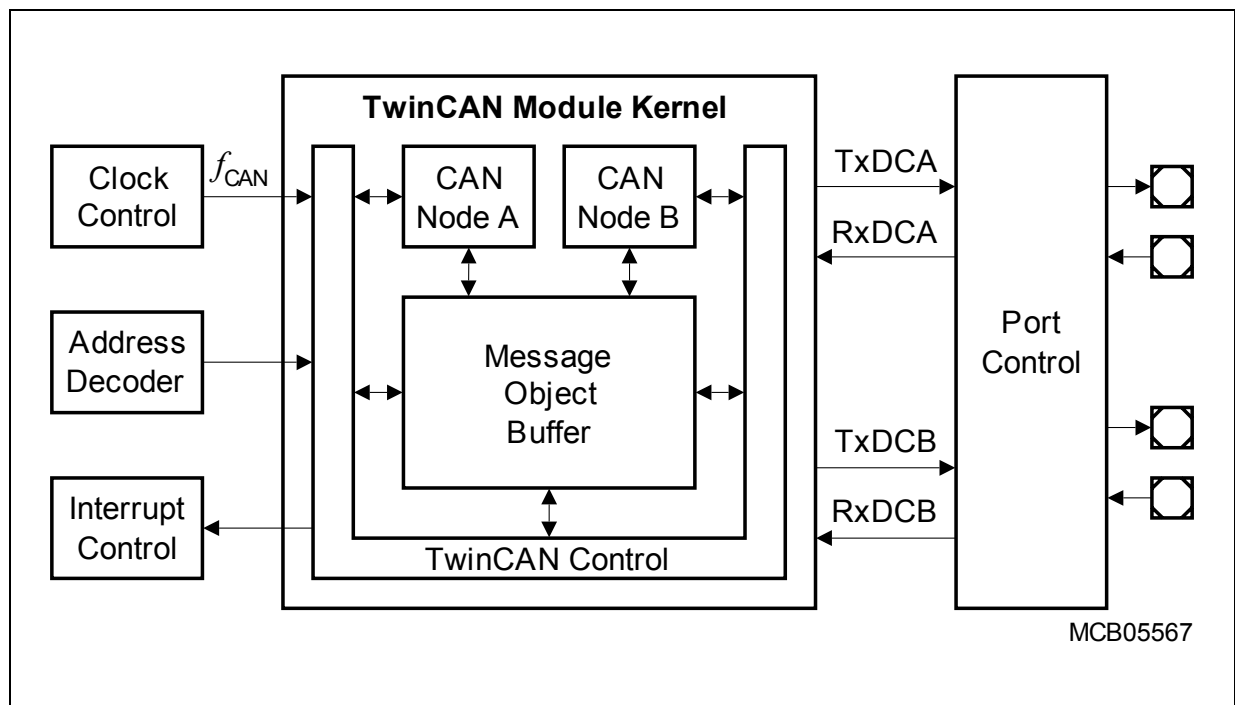 TwinCAN Module Kernel
Clock
Control
fCAN
CAN
Node A
CAN
Node B
TxDCA
RxDCA
Address
Decoder
Message
Object
Buffer
Port
Control
TxDCB
RxDCB
Interrupt
Control
TwinCAN Control
MCB05567